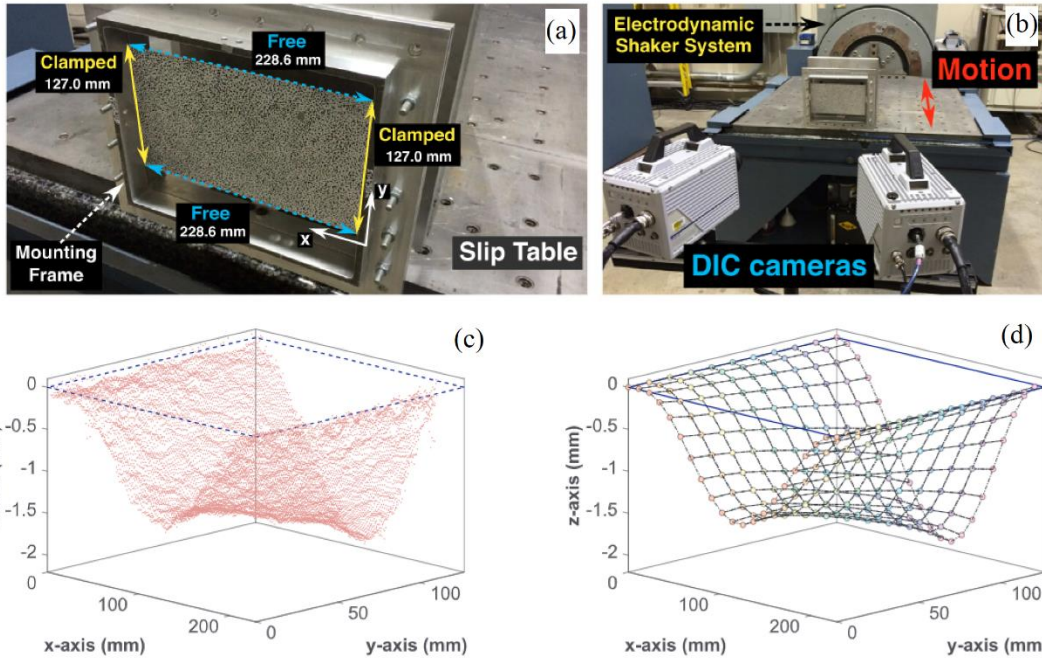 (a)
Free
228.6 mm
Clamped
127.0 mm
Clamped
127.0 mm
y
x
Free
228.6 mm
Mounting
Frame
Slip Table
(b)
Electrodynamic
Shaker System
Motion
DIC cameras
(c)
0
-0.5
-1
-1.5
-2
0
100
200
x-axis (mm)
0
50
100
y-axis (mm)
(d)
z-axis (mm)
0
-0.5
-1
-1.5
-2
0
100
200
x-axis (mm)
0
50
100
y-axis (mm)